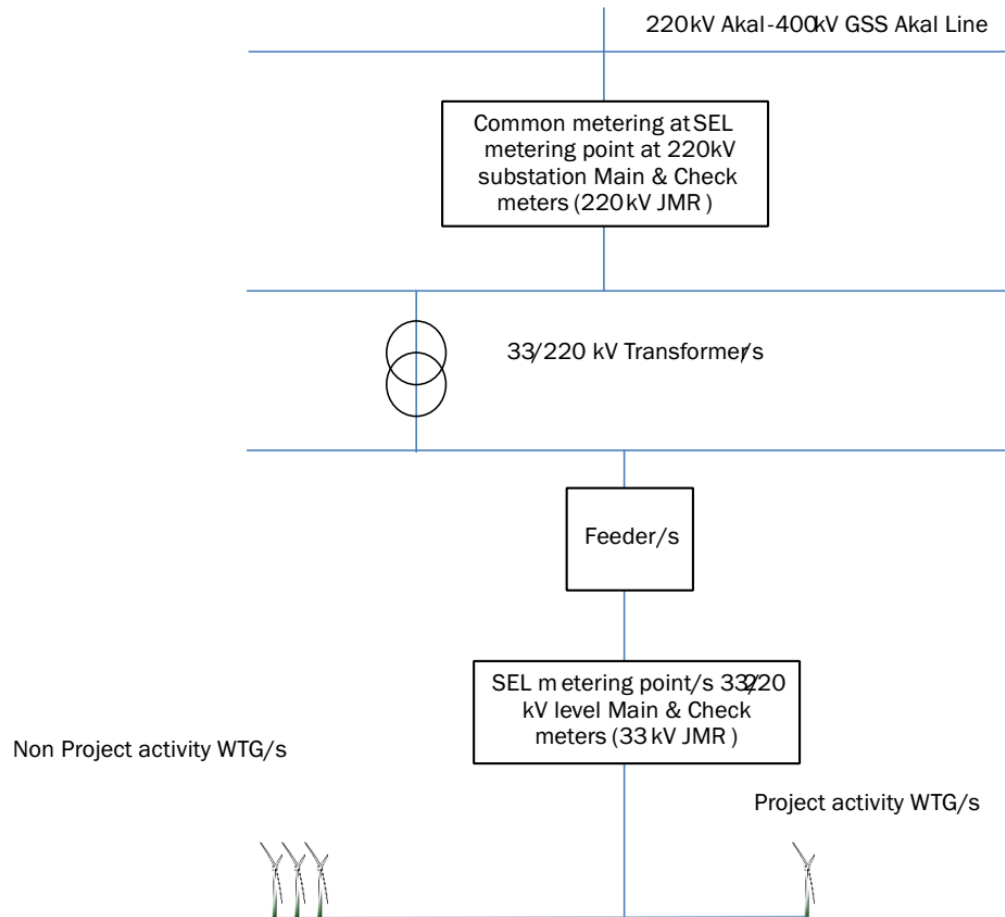 220kV Akal-400kV GSS Akal Line
Common metering at SEL
metering point at 220kV
substation Main & Check
meters (220kV JMR )
33/220 kV Transformer/s
Feeder/s
SEL m etering point/s 33/220
kV level Main & Check
meters (33kV JMR )
Non Project activity WTG/s
Project activity WTG/s